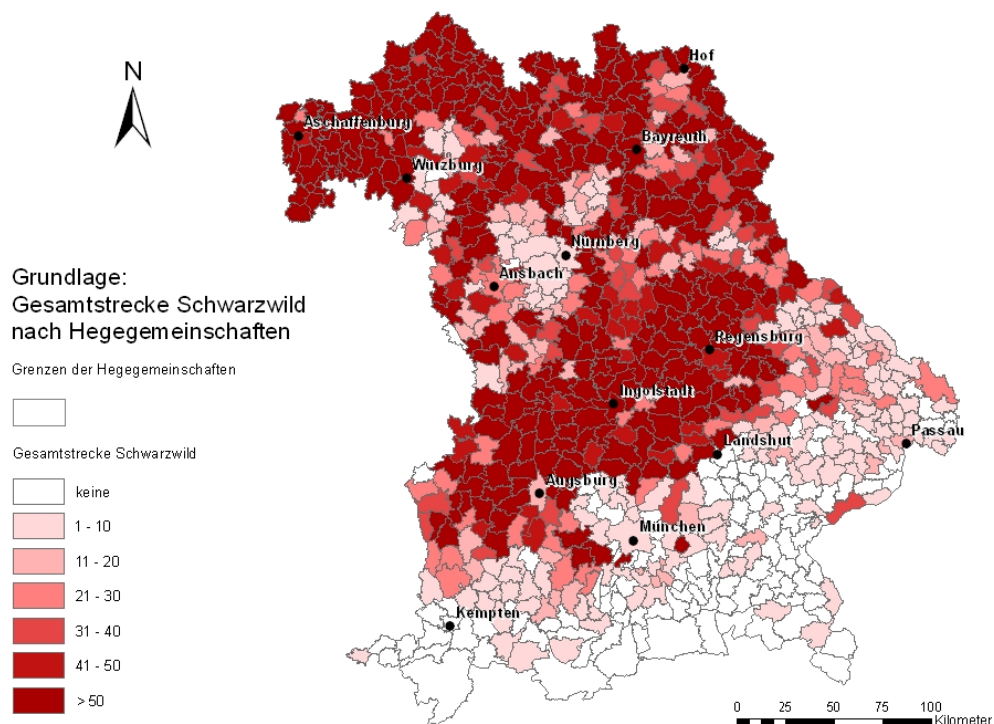 N
Hof
Aschaffenburg
Bayreuth
Würzburg
Nürnberg
Ansbach
Grundlage:
Gesamtstrecke Schwarzwild
nach Hegegemeinschaften
Regensburg
Grenzen der Hegegemeinschaften
Ingolstadt
Passau
Landshut
Gesamtstrecke Schwarzwild
keine
Augsburg
1 - 10
München
11 - 20
21 - 30
Kempten
31 - 40
41 - 50
> 50
0 25 50 75 100
Kilometer